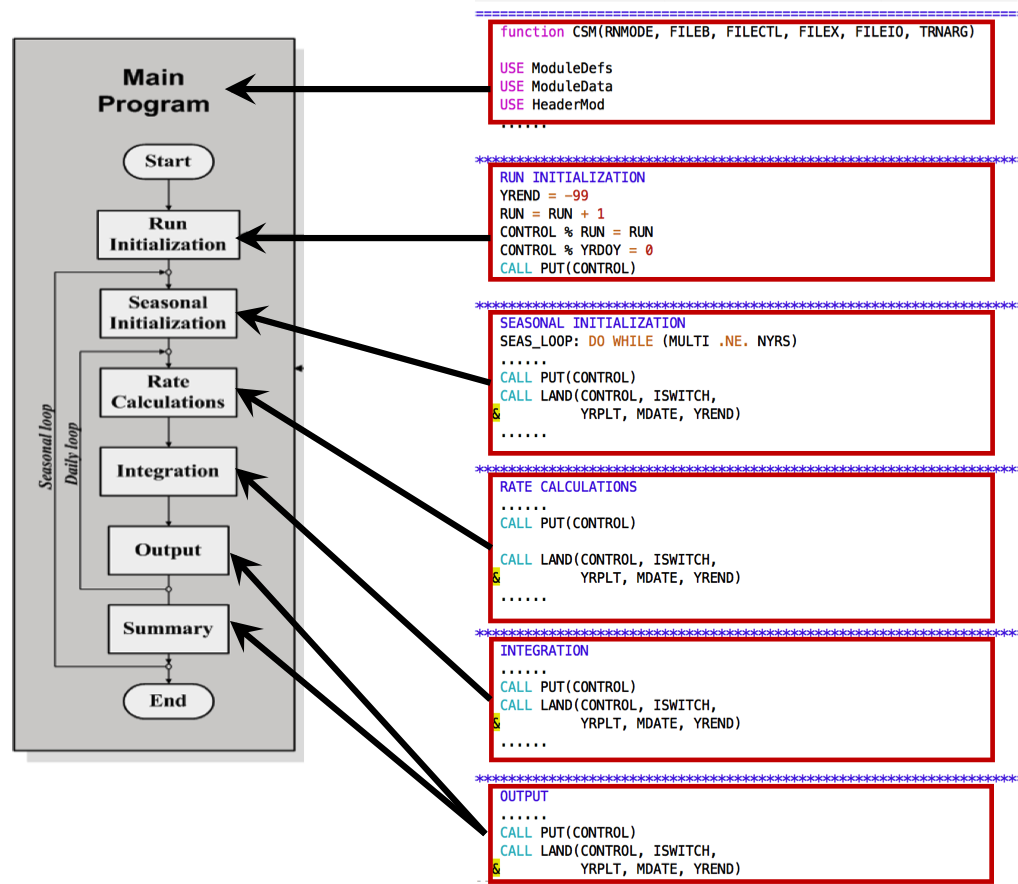 Main
Program
Start
Run
Initialization
Seasonal
Initialization
Rate
Calculations
Integration
Output
Summary
End
Seasonal loop
Daily loop
================================================================
function CSM(RNMODE, FILEB, FILECTL, FILEX, FILEIO, TRNARG)
USE ModuleDefs
USE ModuleData
USE HeaderMod
......
********************************************************************
RUN INITIALIZATION
YREND = -99
RUN = RUN + 1
CONTROL % RUN = RUN
CONTROL % YRDOY = 0
CALL PUT(CONTROL)
********************************************************************
SEASONAL INITIALIZATION
SEAS_LOOP: DO WHILE (MULTI .NE. NYRS)
......
CALL PUT(CONTROL)
CALL LAND(CONTROL, ISWITCH,
& YRPLT, MDATE, YREND)
......
********************************************************************
RATE CALCULATIONS
......
CALL PUT(CONTROL)
CALL LAND(CONTROL, ISWITCH,
& YRPLT, MDATE, YREND)
......
********************************************************************
INTEGRATION
......
CALL PUT(CONTROL)
CALL LAND(CONTROL, ISWITCH,
& YRPLT, MDATE, YREND)
......
********************************************************************
OUTPUT
......
CALL PUT(CONTROL)
CALL LAND(CONTROL, ISWITCH,
& YRPLT, MDATE, YREND)